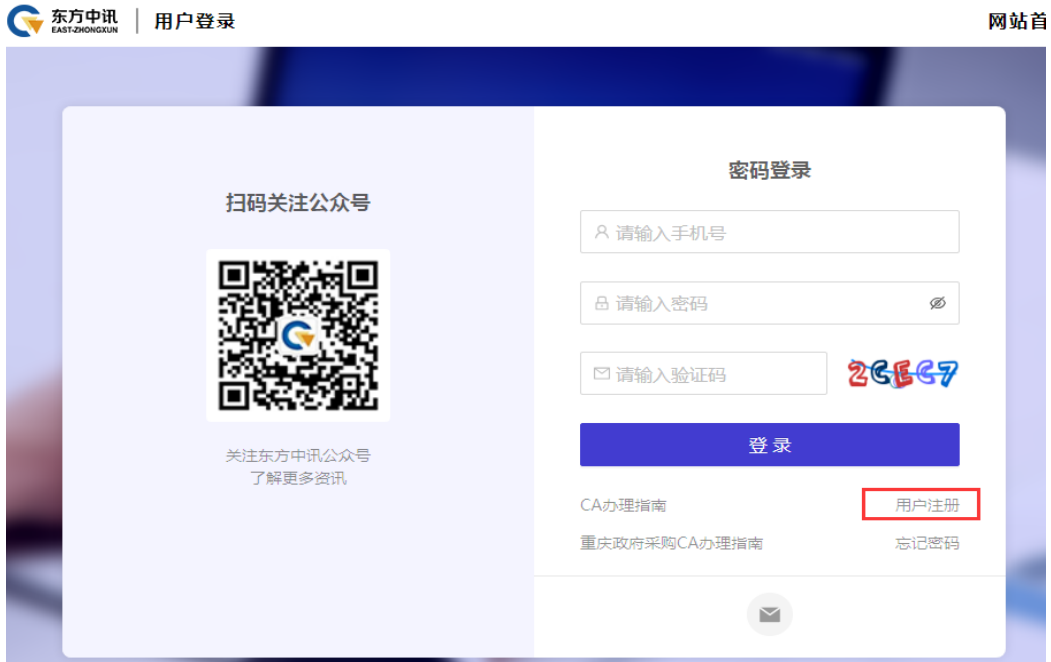 东方中讯
EAST-ZHONGXUN
用户登录
网站首
扫码关注公众号
关注东方中讯公众号
了解更多资讯
密码登录
请输入手机号
请输入密码
请输入验证码
2CEC7
登录
CA办理指南
用户注册
重庆政府采购CA办理指南
忘记密码